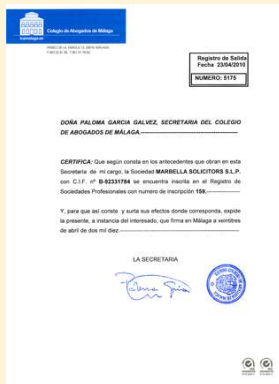 Colegio de Abogados de Málaga
Registro de Salida
Fecha 23/04/2010
NUMERO: 5175
DOÑA PALOMA GARCIA GALVEZ, SECRETARIA DEL COLEGIO
DE ABOGADOS DE MÁLAGA.
CERTIFICA: Que según consta en los antecedentes que obran en esta
Secretaría de mi cargo, la Sociedad MARBELLA SOLICITORS S.L.P.
con C.I.F. nº B-92331784 se encuentra inscrita en el Registro de
Sociedades Profesionales con numero de inscripción 159.
Y, para que así conste y surta sus efectos donde corresponda, expide
la presente, a instancia del interesado, que firma en Málaga a veintitres
de abril de dos mil diez.
LA SECRETARIA